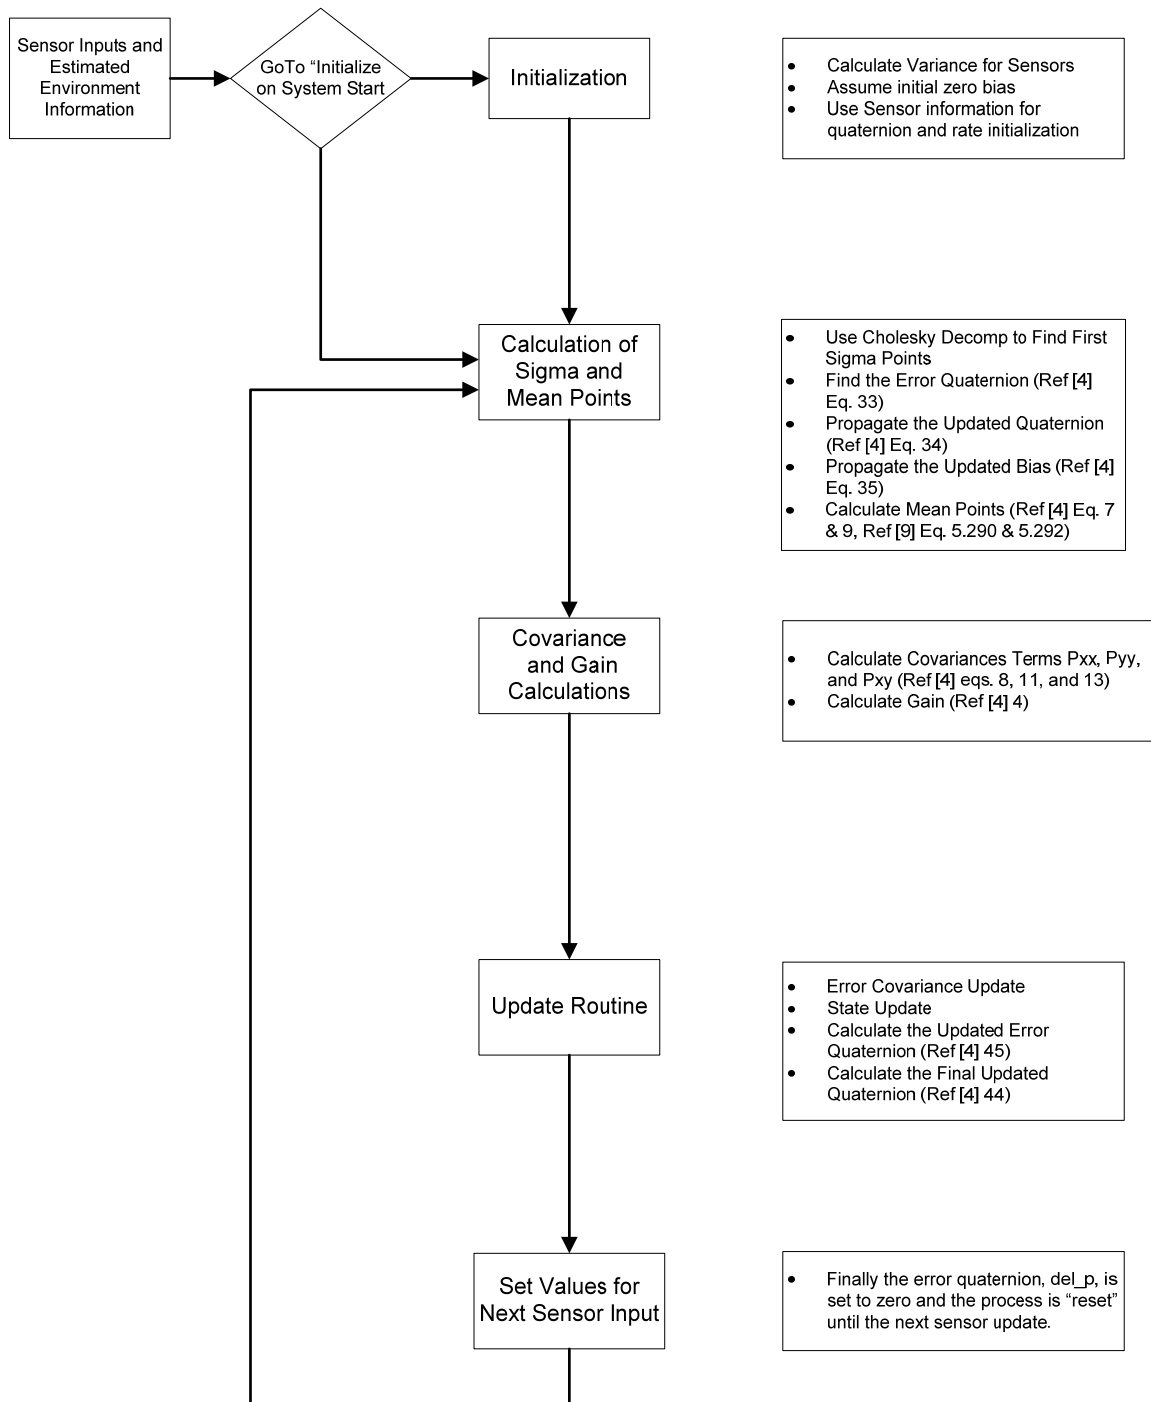 Sensor Inputs and
Estimated
Environment
Information
GoTo “Initialize
on System Start
Initialization
• Calculate Variance for Sensors
• Assume initial zero bias
• Use Sensor information for
quaternion and rate initialization
Calculation of
Sigma and
Mean Points
• Use Cholesky Decomp to Find First
Sigma Points
• Find the Error Quaternion (Ref [4]
Eq. 33)
• Propagate the Updated Quaternion
(Ref [4] Eq. 34)
• Propagate the Updated Bias (Ref [4]
Eq. 35)
• Calculate Mean Points (Ref [4] Eq. 7
& 9, Ref [9] Eq. 5.290 & 5.292)
Covariance
and Gain
Calculations
• Calculate Covariances Terms Pxx, Pyy,
and Pxy (Ref [4] eqs. 8, 11, and 13)
• Calculate Gain (Ref [4] 4)
Update Routine
• Error Covariance Update
• State Update
• Calculate the Updated Error
Quaternion (Ref [4] 45)
• Calculate the Final Updated
Quaternion (Ref [4] 44)
Set Values for
Next Sensor Input
• Finally the error quaternion, del_p, is
set to zero and the process is “reset”
until the next sensor update.